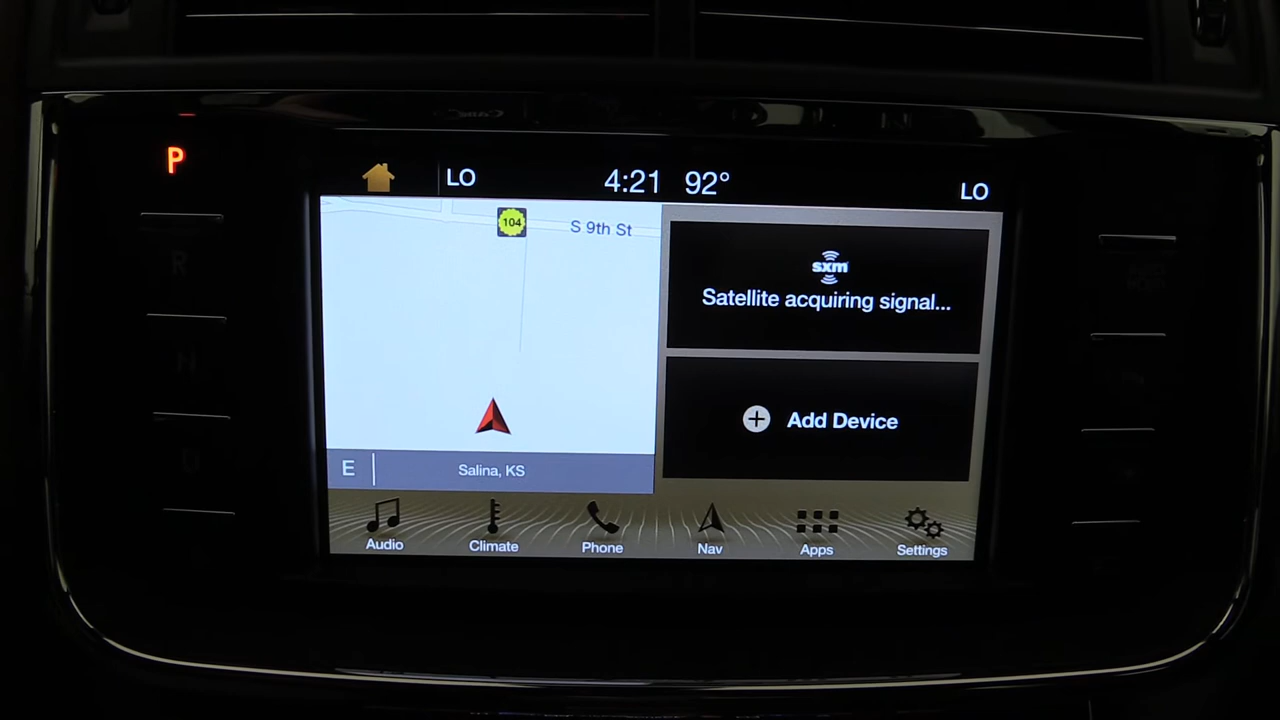 P
LO
4:21
92°
LO
104
S 9th St
sxm
Satellite acquiring signal...
R
N
Add Device
E
Salina, KS
Audio
Climate
Phone
Nav
Apps
Settings